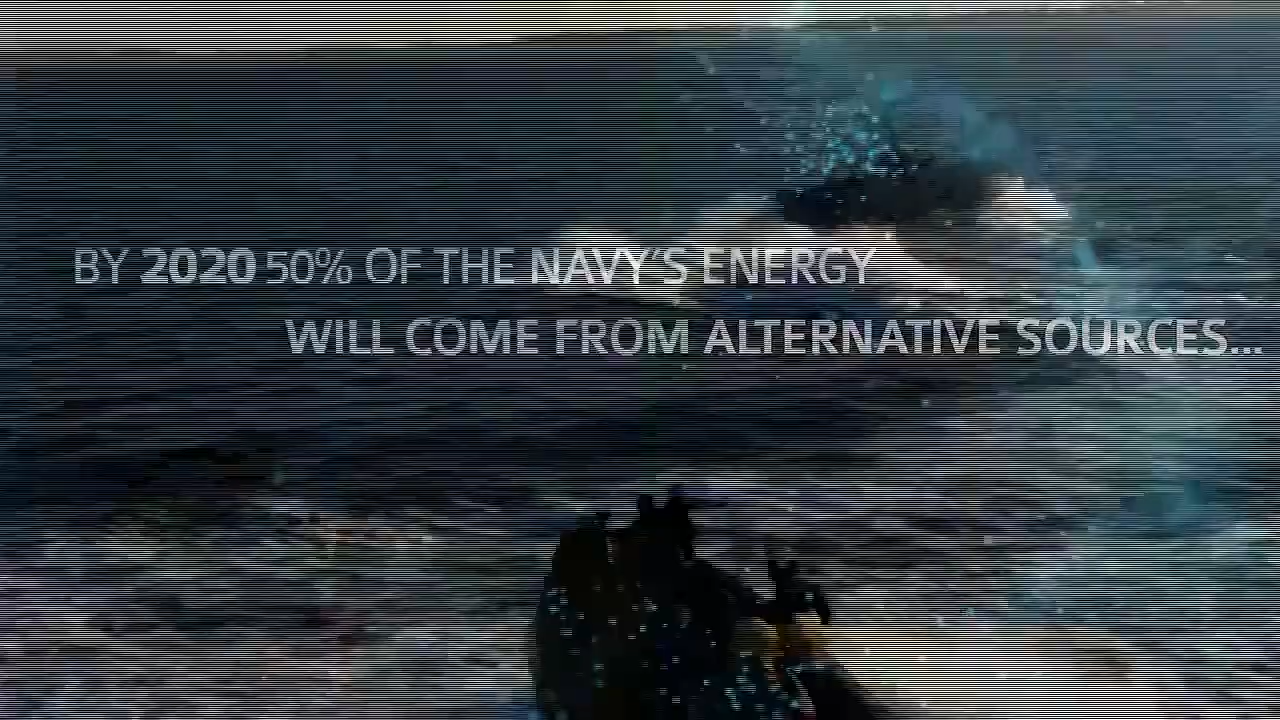 BY 2020 50% OF THE NAVY'S ENERGY
WILL COME FROM ALTERNATIVE SOURCES...